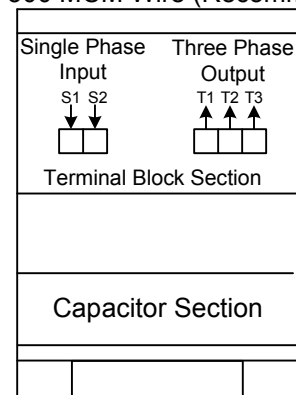 Single Phase Three Phase
Input Output
S1 S2 T1 T2 T3
Terminal Block Section
Capacitor Section